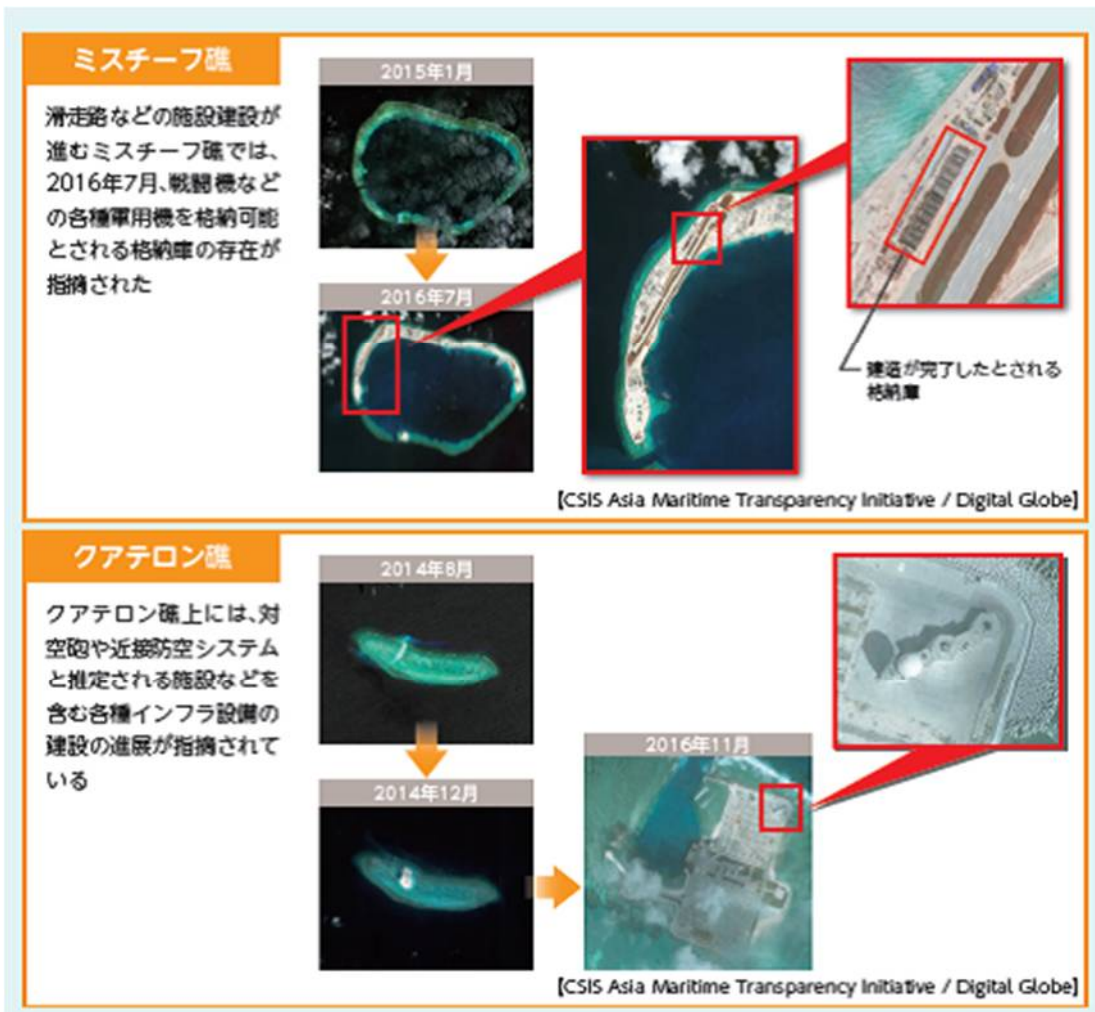 ミスチーフ礁
滑走路などの施設建設が
進むミスチーフ礁では、
2016年7月、戦闘機など
の各種軍用機を格納可能
とされる格納庫の存在が
指摘された
2015年1月
2016年7月
建造が完了したとされる
格納庫
【CSIS Asia Maritime Transparency Initiative / Digital Globe】
クアテロン礁
クアテロン礁上には、対
空砲や近接防空システム
と推定される施設などを
含む各種インフラ設備の
建設の進展が指摘されて
いる
2014年8月
2014年12月
2016年11月
【CSIS Asia Maritime Transparency Initiative / Digital Globe】